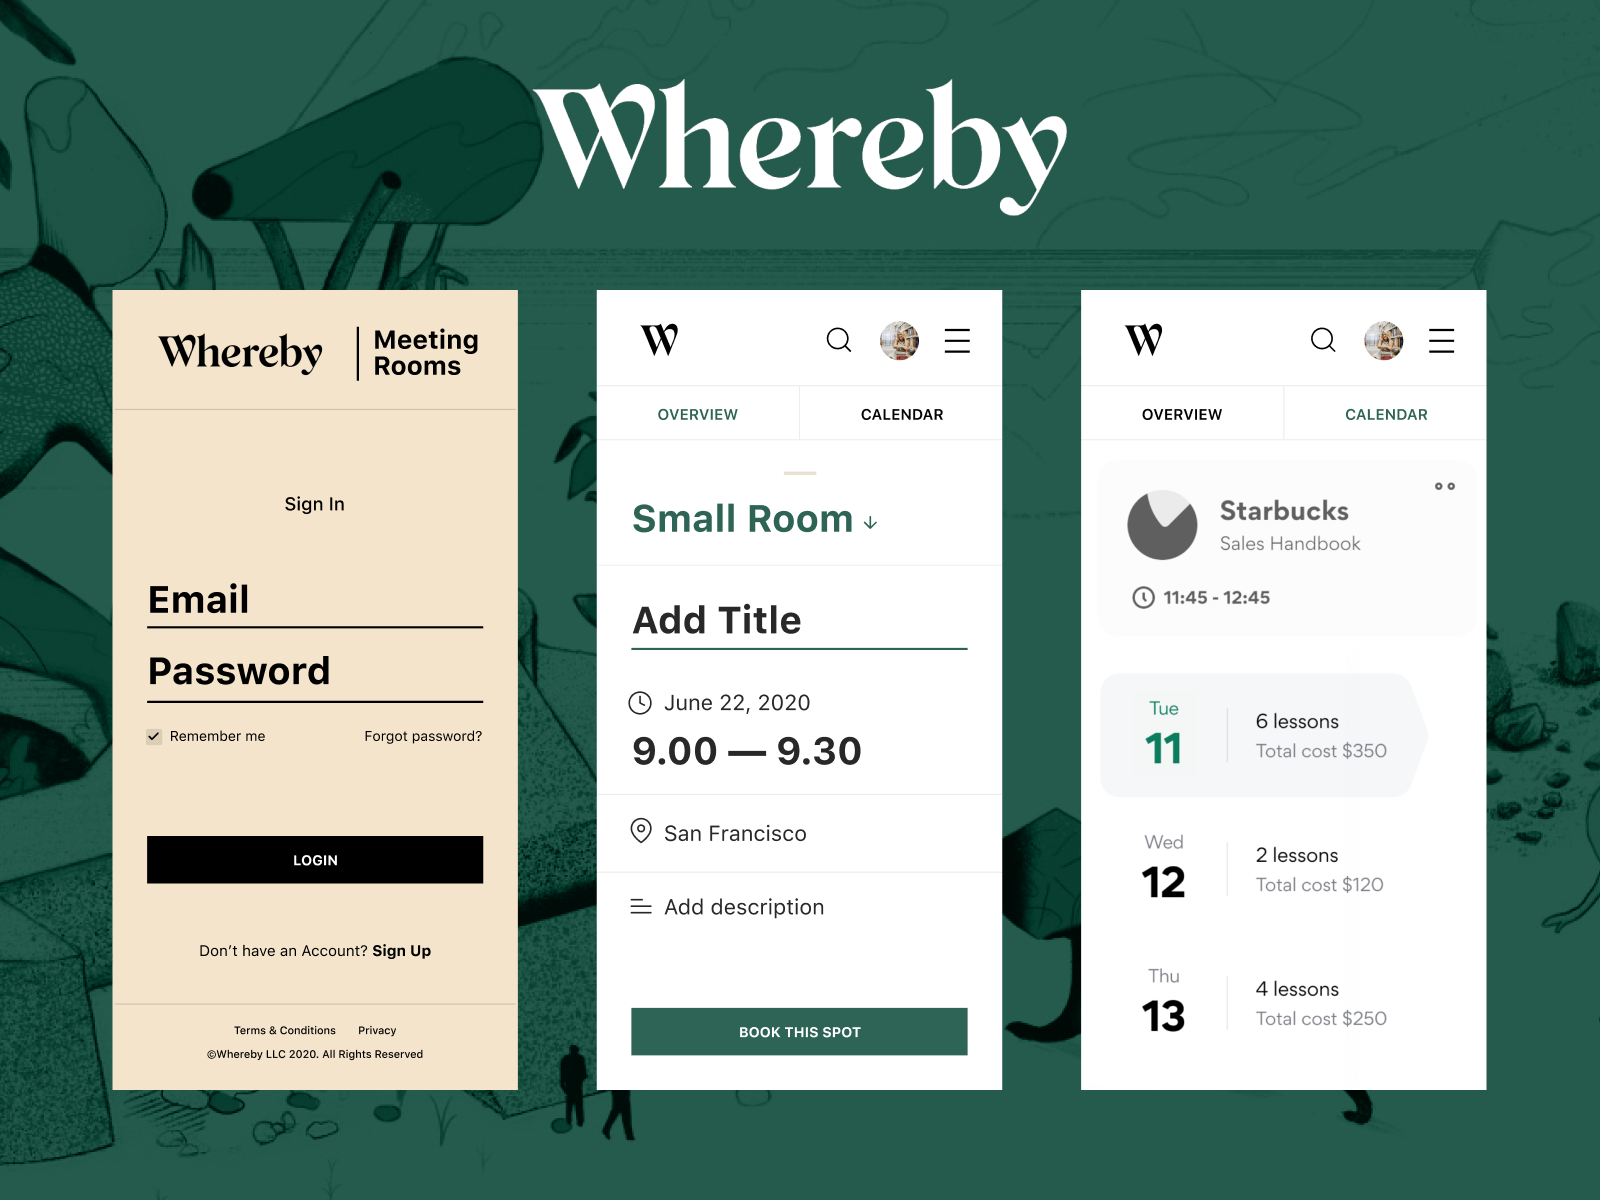 Whereby
Whereby
Meeting
Rooms
Sign In
Email
Password
Remember me
Forgot password?
LOGIN
Don't have an Account? Sign Up
Terms & Conditions
Privacy
©Whereby LLC 2020. All Rights Reserved
W
OVERVIEW
CALENDAR
Small Room
Add Title
June 22, 2020
9.00 — 9.30
San Francisco
Add description
BOOK THIS SPOT
W
OVERVIEW
CALENDAR
Starbucks
Sales Handbook
11:45 - 12:45
Tue
11
6 lessons
Total cost $350
Wed
12
2 lessons
Total cost $120
Thu
13
4 lessons
Total cost $250